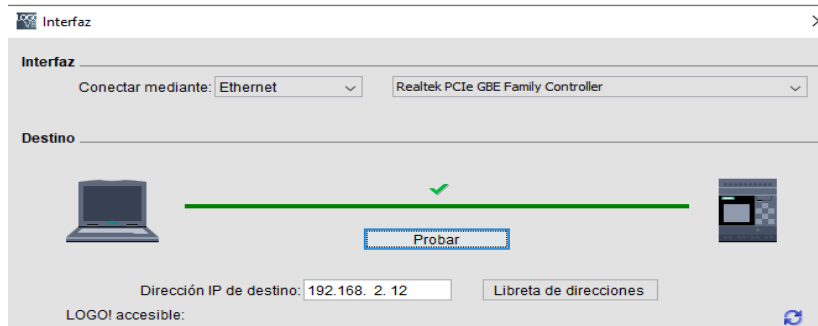 Interfaz
Interfaz
Conectar mediante: Ethernet Realtek PCIe GBE Family Controller
Destino
Probar
Dirección IP de destino: 192.168. 2. 12 Libreta de direcciones
LOGO! accesible: